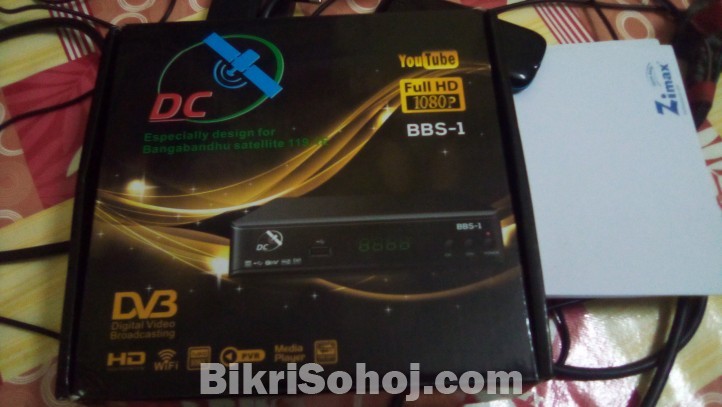 DC
Especially design for
Bangabandhu satellite 119.1E
YouTube
Full HD
1080P
BBS-1
Zimax
BBS-1
DC
8888
DVB
Digital Video
Broadcasting
HD
WiFi
PVR
Media
Player
BikriSohoj.com